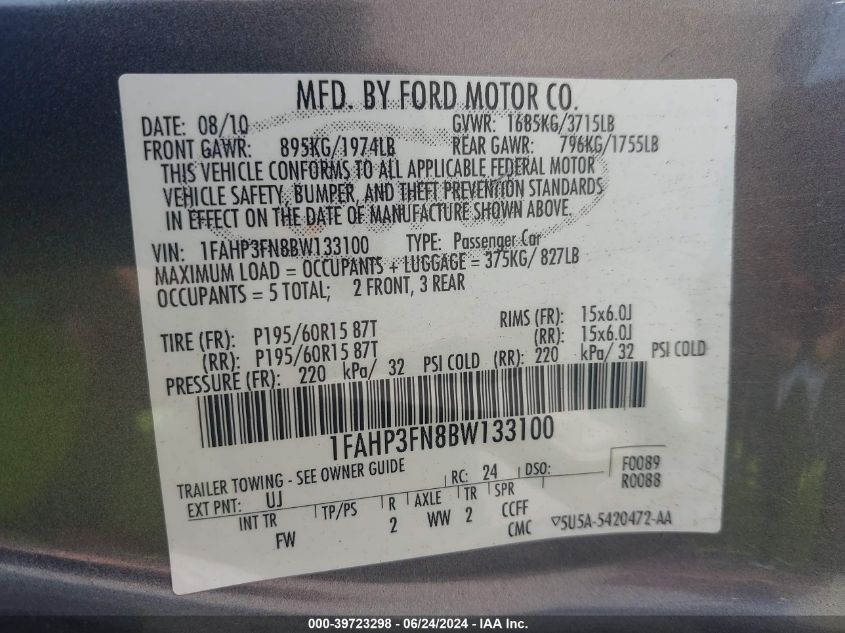 MFD. BY FORD MOTOR CO.
DATE: 08/10 GVWR: 1685KG/3715LB
FRONT GAWR: 895KG/1974LB REAR GAWR: 796KG/1755LB
THIS VEHICLE CONFORMS TO ALL APPLICABLE FEDERAL MOTOR
VEHICLE SAFETY, BUMPER, AND THEFT PREVENTION STANDARDS
IN EFFECT ON THE DATE OF MANUFACTURE SHOWN ABOVE.
VIN: 1FAHP3FN8BW133100 TYPE: Passenger Car
MAXIMUM LOAD = OCCUPANTS + LUGGAGE = 375KG/ 827LB
OCCUPANTS = 5 TOTAL; 2 FRONT, 3 REAR
TIRE (FR): P195/60R15 87T RIMS (FR): 15x6.0J
(RR): P195/60R15 87T (RR): 15x6.0J
PRESSURE (FR): 220 kPa/ 32 PSI COLD (RR): 220 kPa/ 32 PSI COLD
1FAHP3FN8BW133100
TRAILER TOWING - SEE OWNER GUIDE RC: 24 DSO: F0089
EXT PNT: UJ R0088
INT TR TP/PS R AXLE TR SPR
FW 2 WW 2 CCFF
CMC ▽5U5A-5420472-AA
000-39723298 - 06/24/2024 - IAA Inc.